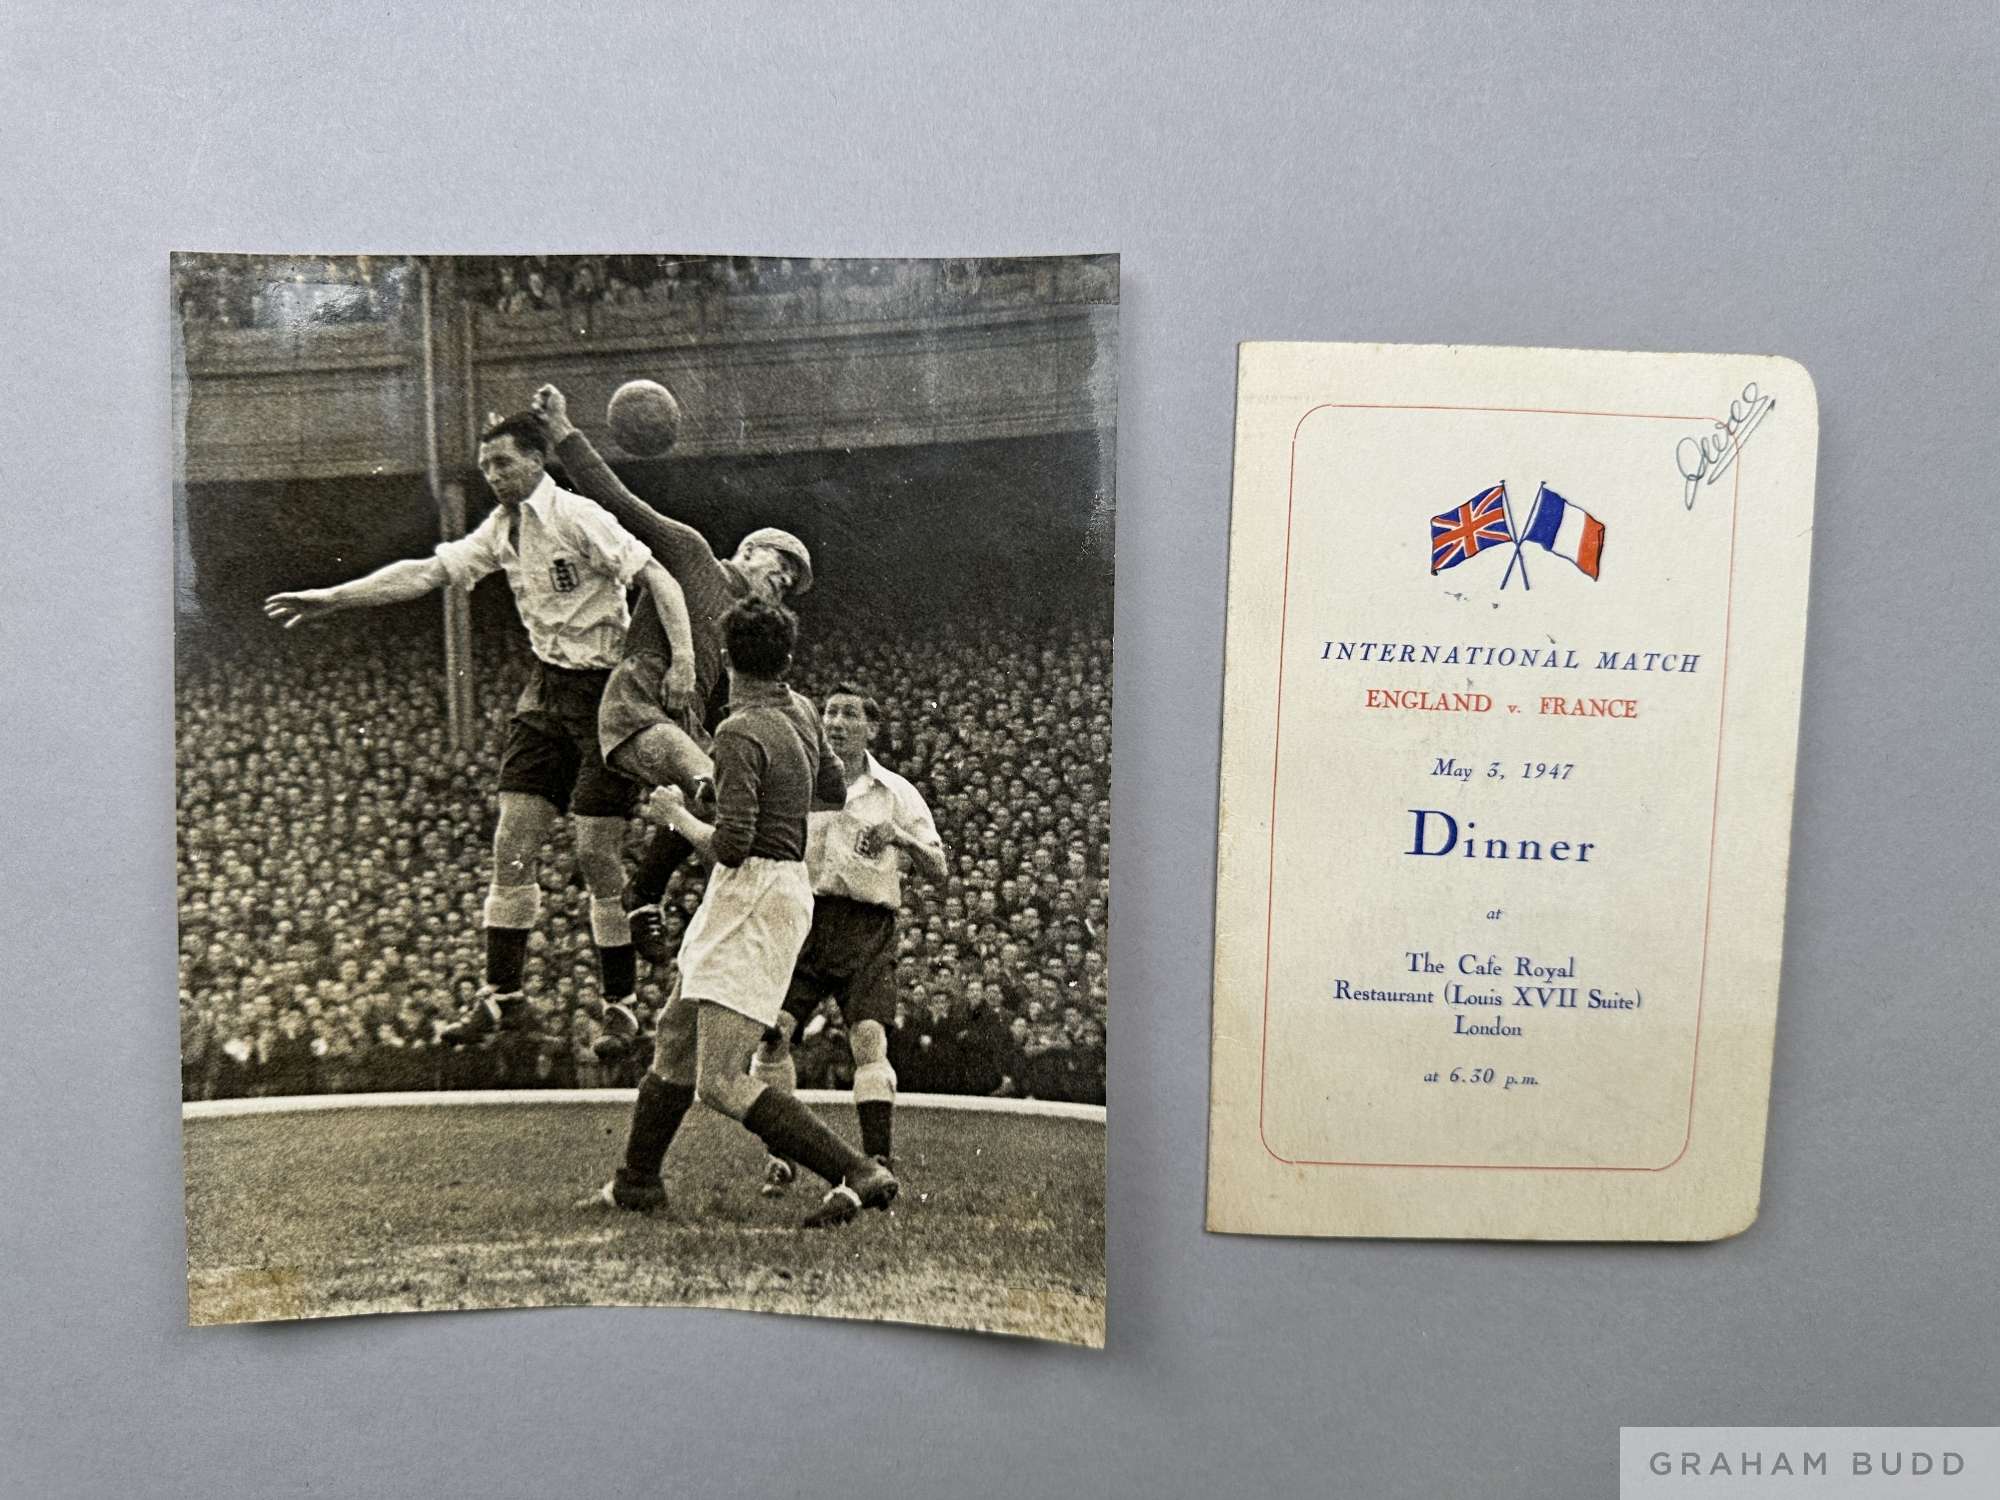 INTERNATIONAL MATCH
ENGLAND v. FRANCE
May 3, 1947
Dinner
at
The Cafe Royal
Restaurant (Louis XVII Suite)
London
at 6.30 p.m.
GRAHAM BUDD